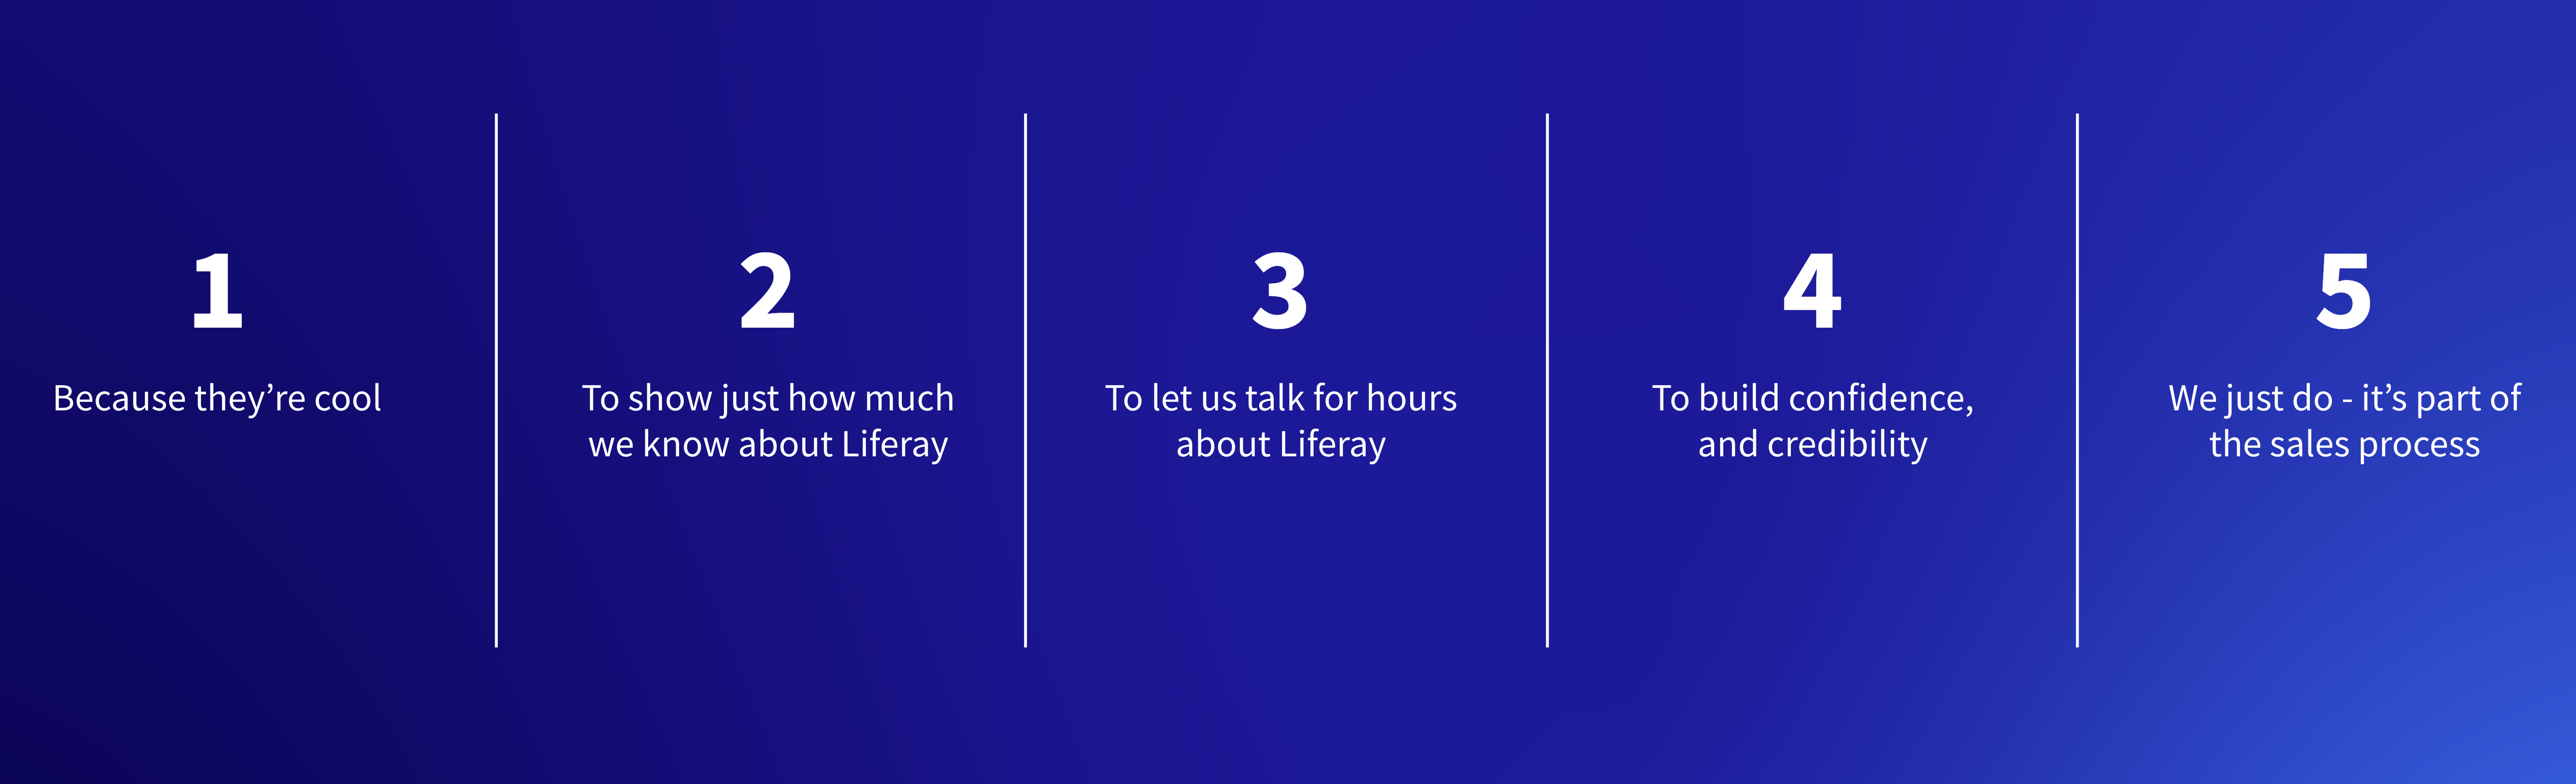 1
Because they’re cool
2
To show just how much
we know about Liferay
3
To let us talk for hours
about Liferay
4
To build confidence,
and credibility
5
We just do - it’s part of
the sales process